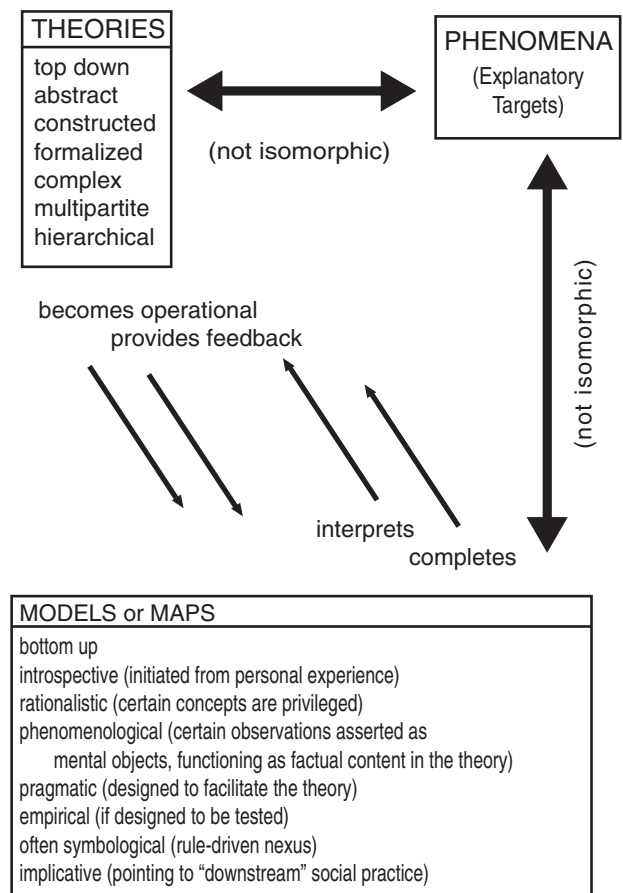 THEORIES
top down
abstract
constructed
formalized
complex
multipartite
hierarchical
(not isomorphic)
PHENOMENA
(Explanatory
Targets)
(not isomorphic)
becomes operational
provides feedback
interprets
completes
MODELS or MAPS
bottom up
introspective (initiated from personal experience)
rationalistic (certain concepts are privileged)
phenomenological (certain observations asserted as
mental objects, functioning as factual content in the theory)
pragmatic (designed to facilitate the theory)
empirical (if designed to be tested)
often symbological (rule-driven nexus)
implicative (pointing to “downstream” social practice)